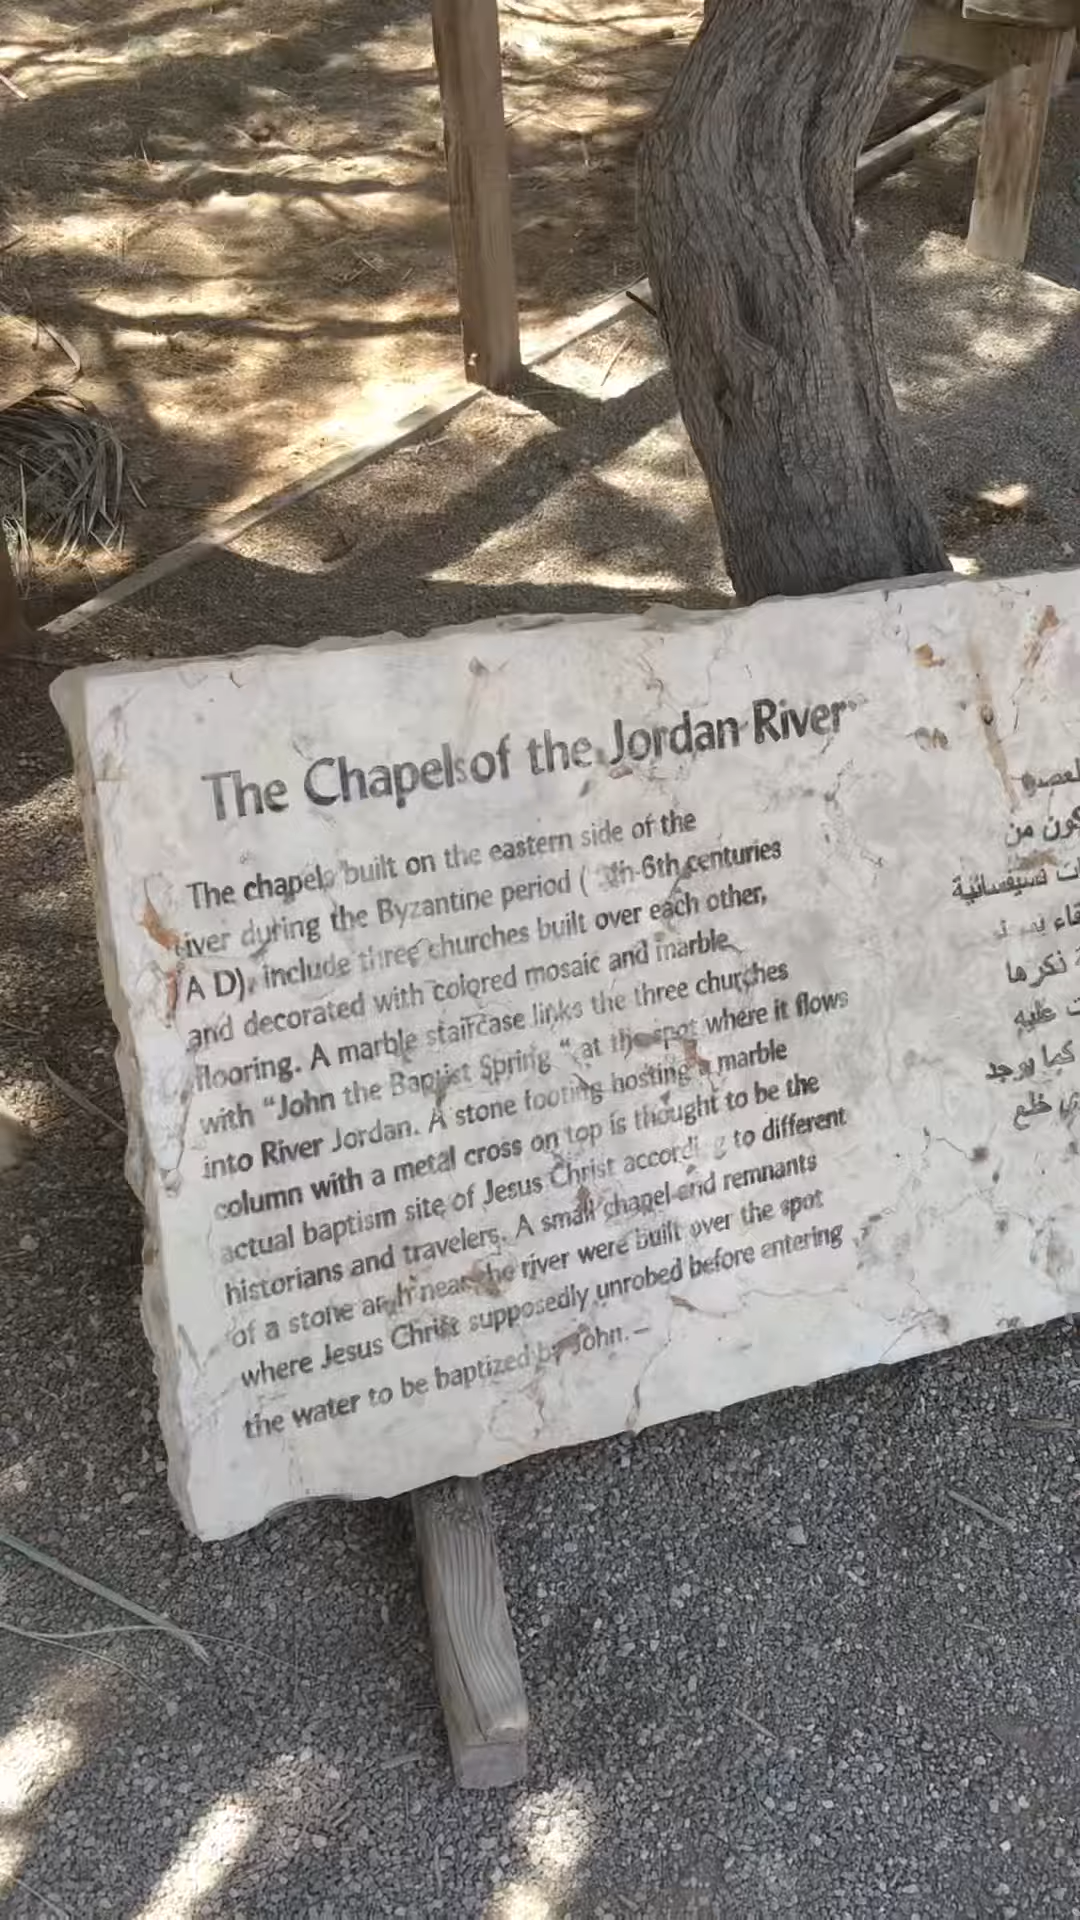 The Chapels of the Jordan River
The chapels built on the eastern side of the
river during the Byzantine period ( th-6th centuries
A D), include three churches built over each other,
and decorated with colored mosaic and marble
flooring. A marble staircase links the three churches
with “John the Baptist Spring “ at the spot where it flows
into River Jordan. A stone footing hosting a marble
column with a metal cross on top is thought to be the
actual baptism site of Jesus Christ according to different
historians and travelers. A small chapel and remnants
of a stone arch near the river were built over the spot
where Jesus Christ supposedly unrobed before entering
the water to be baptized by John.
كون من
نكرها
عليه
كما يوجد